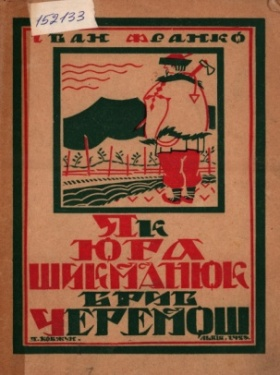 152133
ІВАН ФРАНКО
ЯК
ЮРА
ШИКМАНЮК
БРИВ
ЧЕРЕМОШ